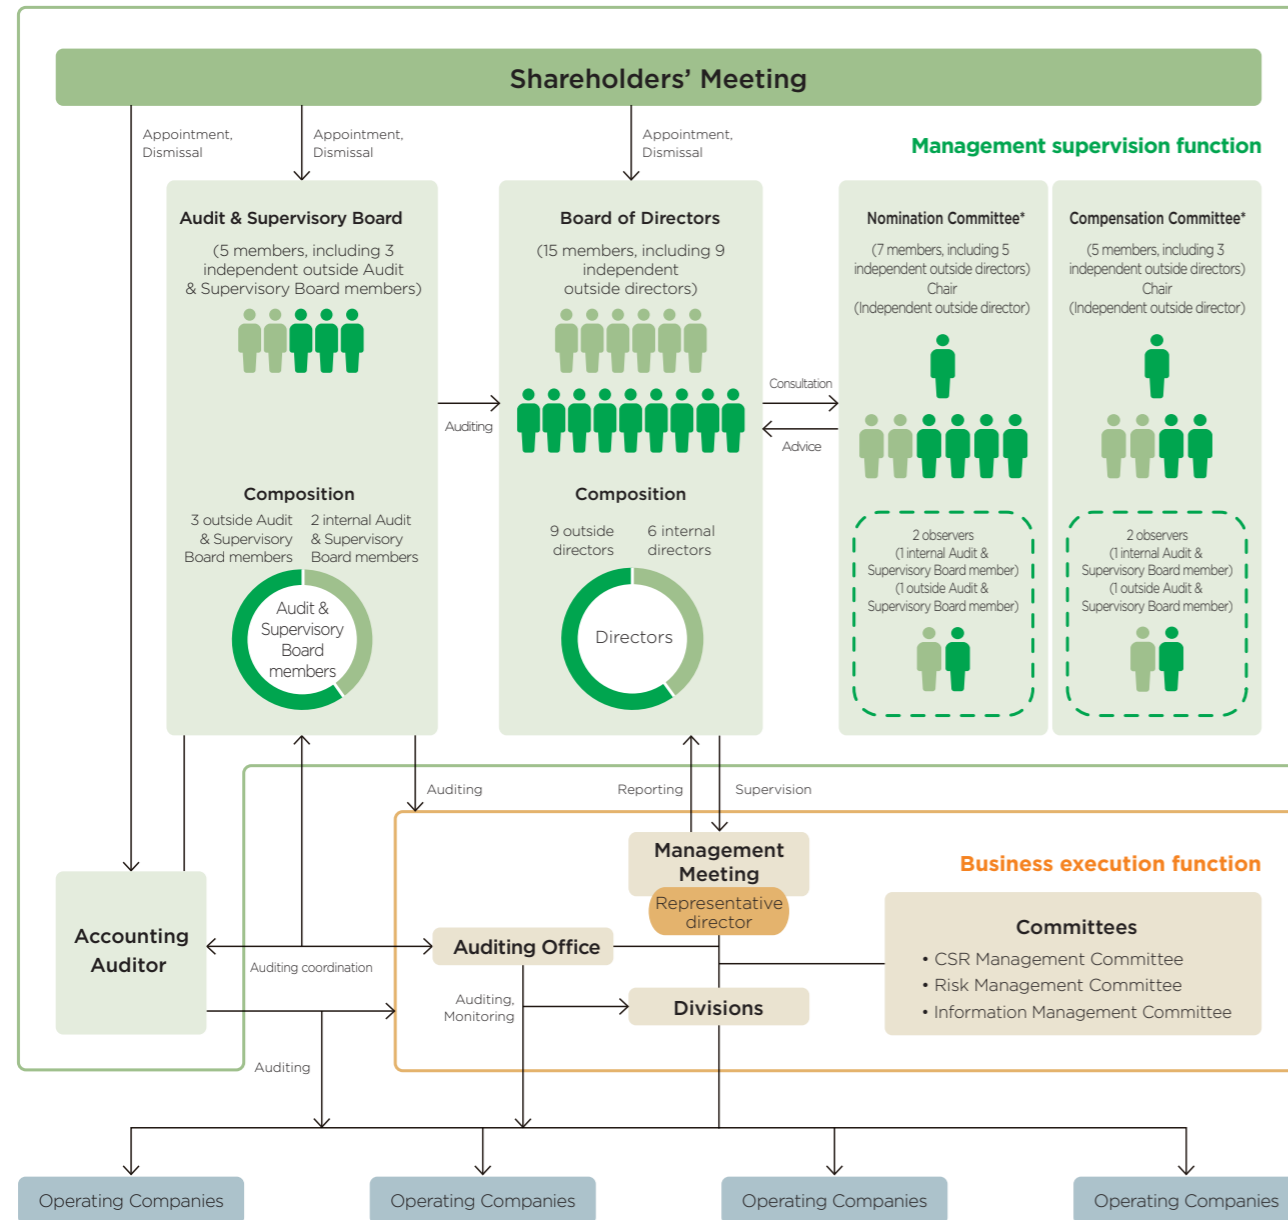 Shareholders’ Meeting
Appointment,
Dismissal
Appointment,
Dismissal
Appointment,
Dismissal
Management supervision function
Audit & Supervisory Board
(5 members, including 3
independent outside Audit
& Supervisory Board members)
Composition
3 outside Audit
& Supervisory
Board members
2 internal Audit
& Supervisory
Board members
Audit &
Supervisory
Board
members
Auditing
Board of Directors
(15 members, including 9
independent
outside directors)
Composition
9 outside
directors
6 internal
directors
Directors
Consultation
Advice
Nomination Committee*
(7 members, including 5
independent outside directors)
Chair
(Independent outside director)
2 observers
(1 internal Audit &
Supervisory Board member)
(1 outside Audit &
Supervisory Board member)
Compensation Committee*
(5 members, including 3
independent outside directors)
Chair
(Independent outside director)
2 observers
(1 internal Audit &
Supervisory Board member)
(1 outside Audit &
Supervisory Board member)
Auditing
Reporting
Supervision
Business execution function
Management
Meeting
Representative
director
Accounting
Auditor
Auditing coordination
Auditing Office
Auditing,
Monitoring
Divisions
Committees
• CSR Management Committee
• Risk Management Committee
• Information Management Committee
Auditing
Operating Companies
Operating Companies
Operating Companies
Operating Companies